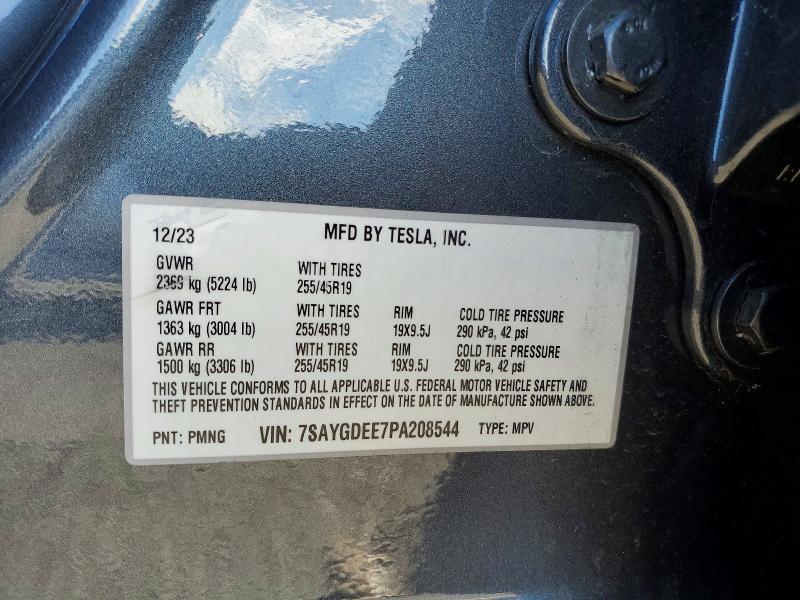 12/23 MFD BY TESLA, INC.
GVWR WITH TIRES
2369 kg (5224 lb) 255/45R19
GAWR FRT WITH TIRES RIM COLD TIRE PRESSURE
1363 kg (3004 lb) 255/45R19 19X9.5J 290 kPa, 42 psi
GAWR RR WITH TIRES RIM COLD TIRE PRESSURE
1500 kg (3306 lb) 255/45R19 19X9.5J 290 kPa, 42 psi
THIS VEHICLE CONFORMS TO ALL APPLICABLE U.S. FEDERAL MOTOR VEHICLE SAFETY AND
THEFT PREVENTION STANDARDS IN EFFECT ON THE DATE OF MANUFACTURE SHOWN ABOVE.
PNT: PMNG VIN: 7SAYGDEE7PA208544 TYPE: MPV